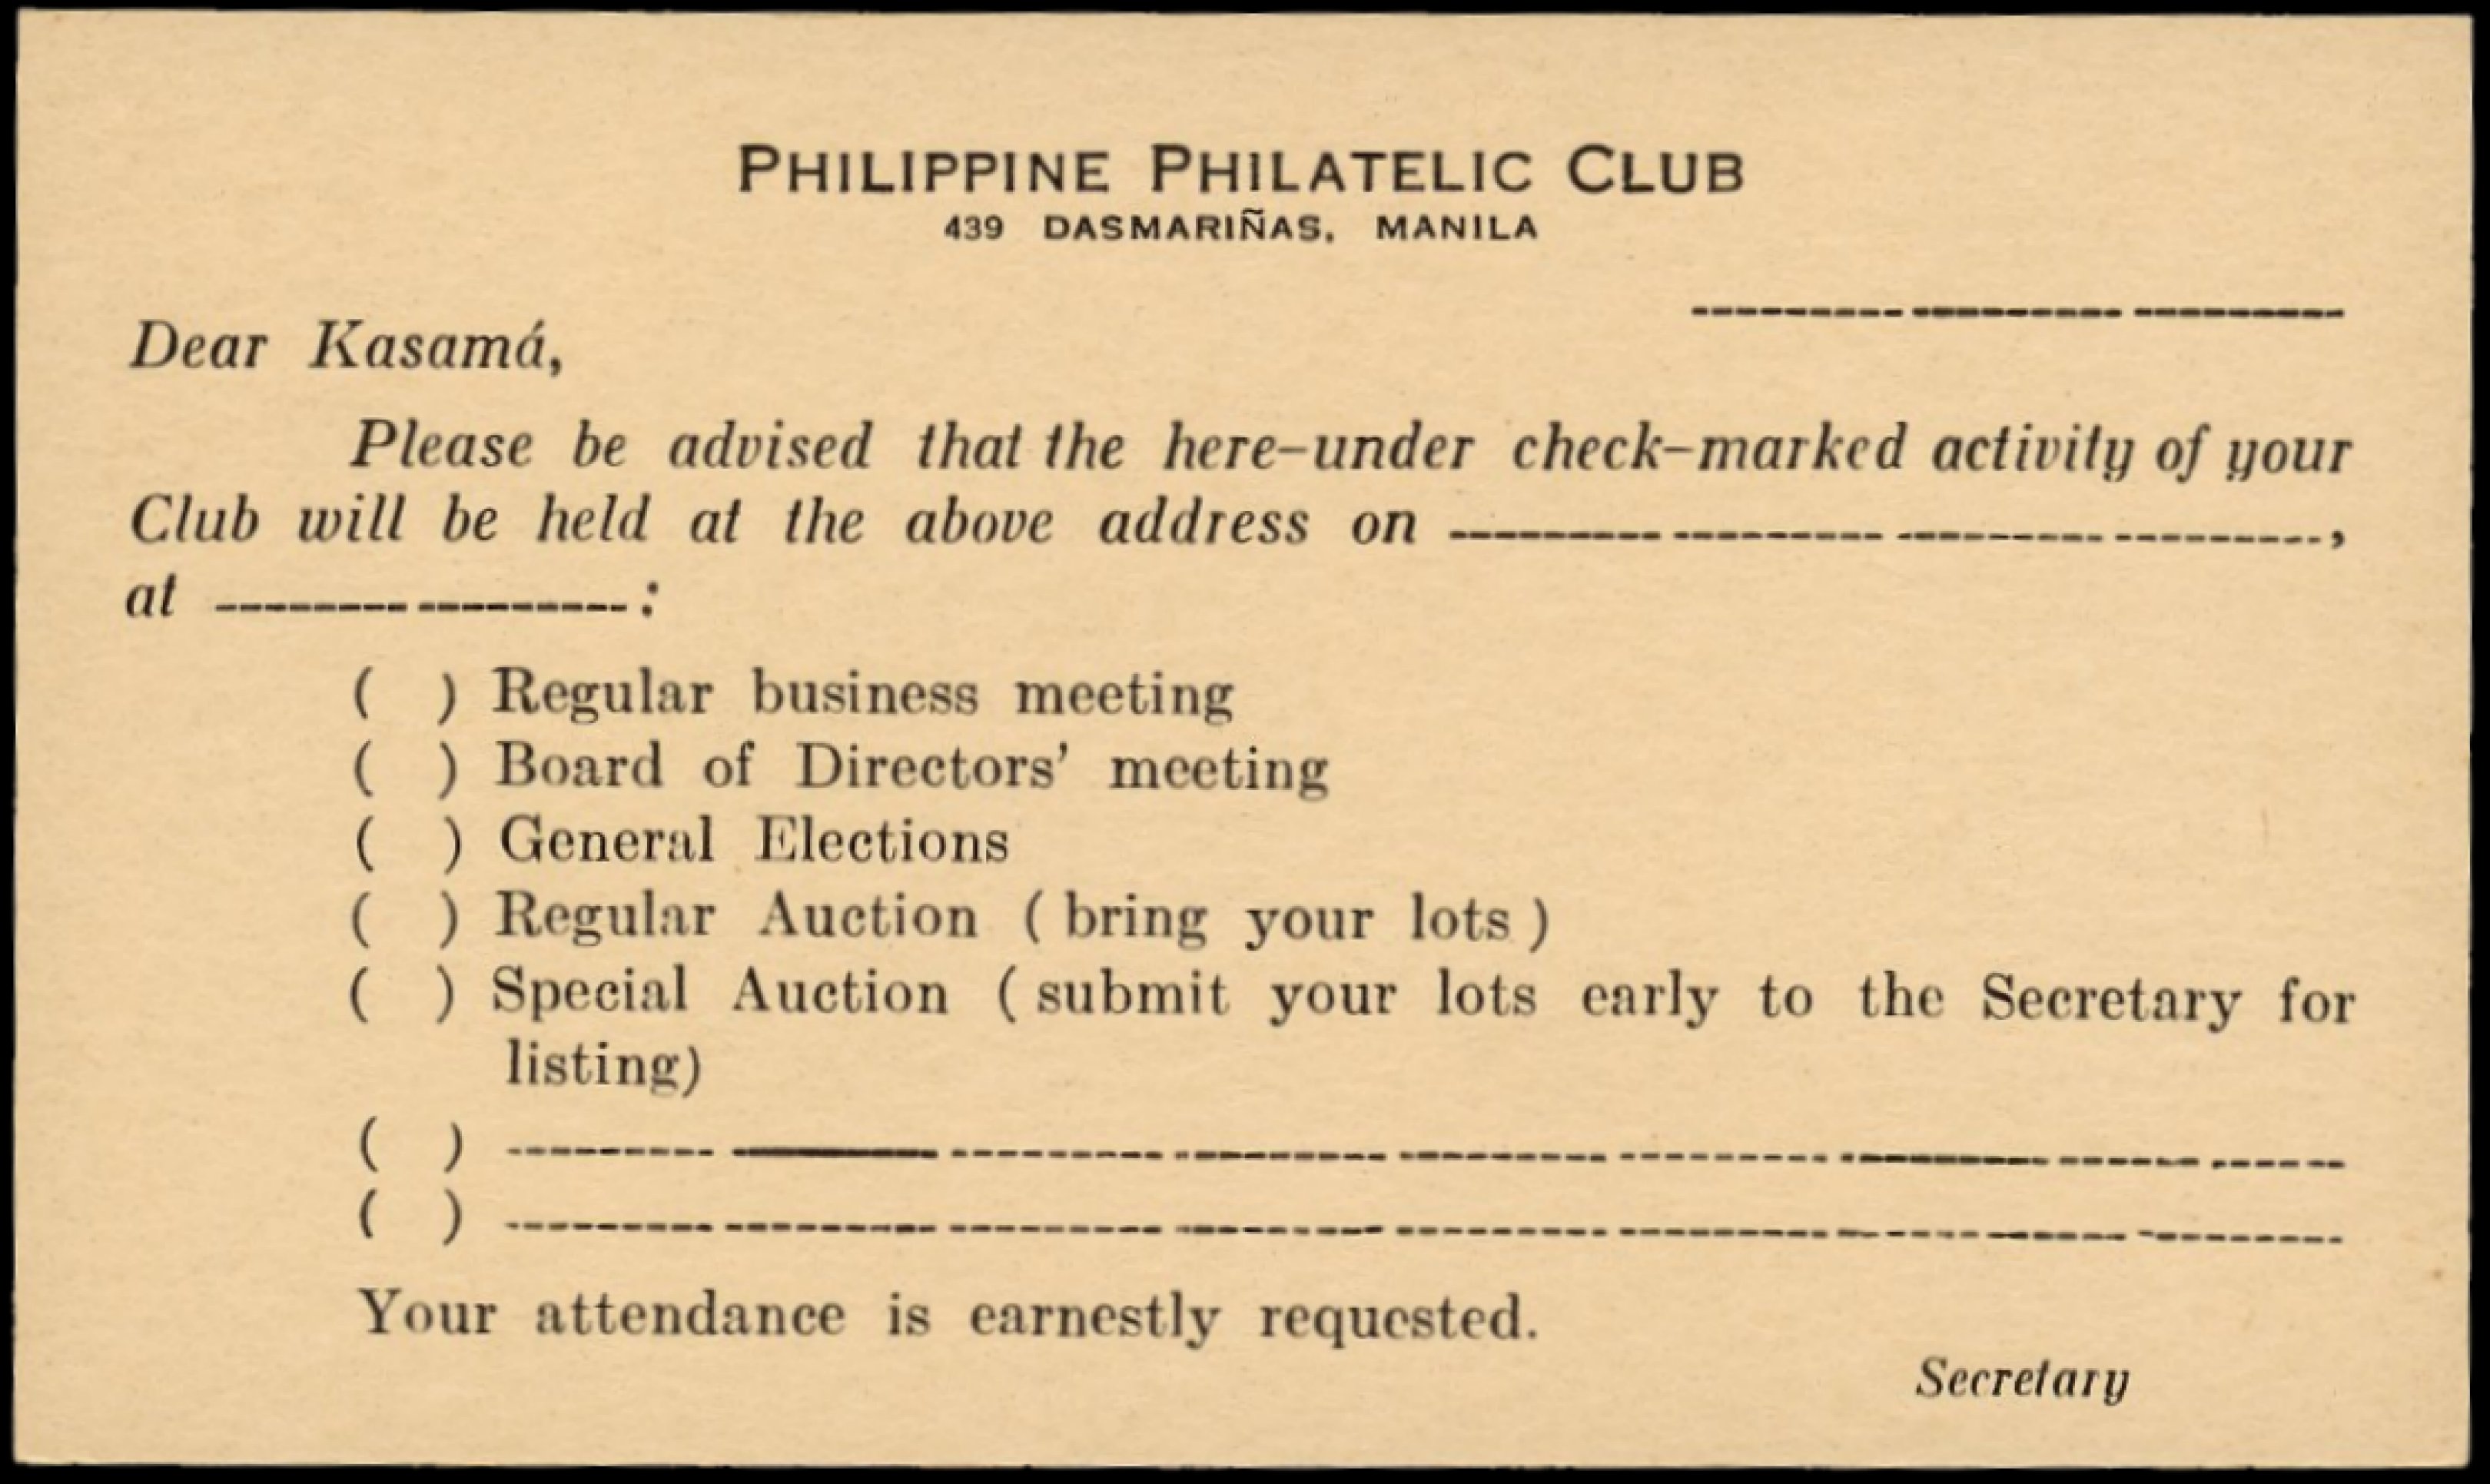 PHILIPPINE PHILATELIC CLUB
439 DASMARIÑAS, MANILA
--------------------
Dear Kasamá,
Please be advised that the here-under check-marked activity of your
Club will be held at the above address on --------------------,
at ---------------:
( ) Regular business meeting
( ) Board of Directors' meeting
( ) General Elections
( ) Regular Auction ( bring your lots )
( ) Special Auction ( submit your lots early to the Secretary for
listing)
( ) --------------------
( ) --------------------
Your attendance is earnestly requested.
Secretary